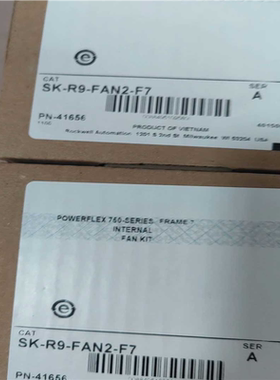 CAT
SER
SK-R9-FAN2-F7
A
PN-41656
PRODUCT OF VIETNAM
Rockwell Automation 1201 S 2nd St. Milwaukee WI 53204 USA
POWERFLEX 750-SERIES FRAME 7
INTERNAL
FAN KIT
e
CAT
SER
SK-R9-FAN2-F7
A
PN-41656